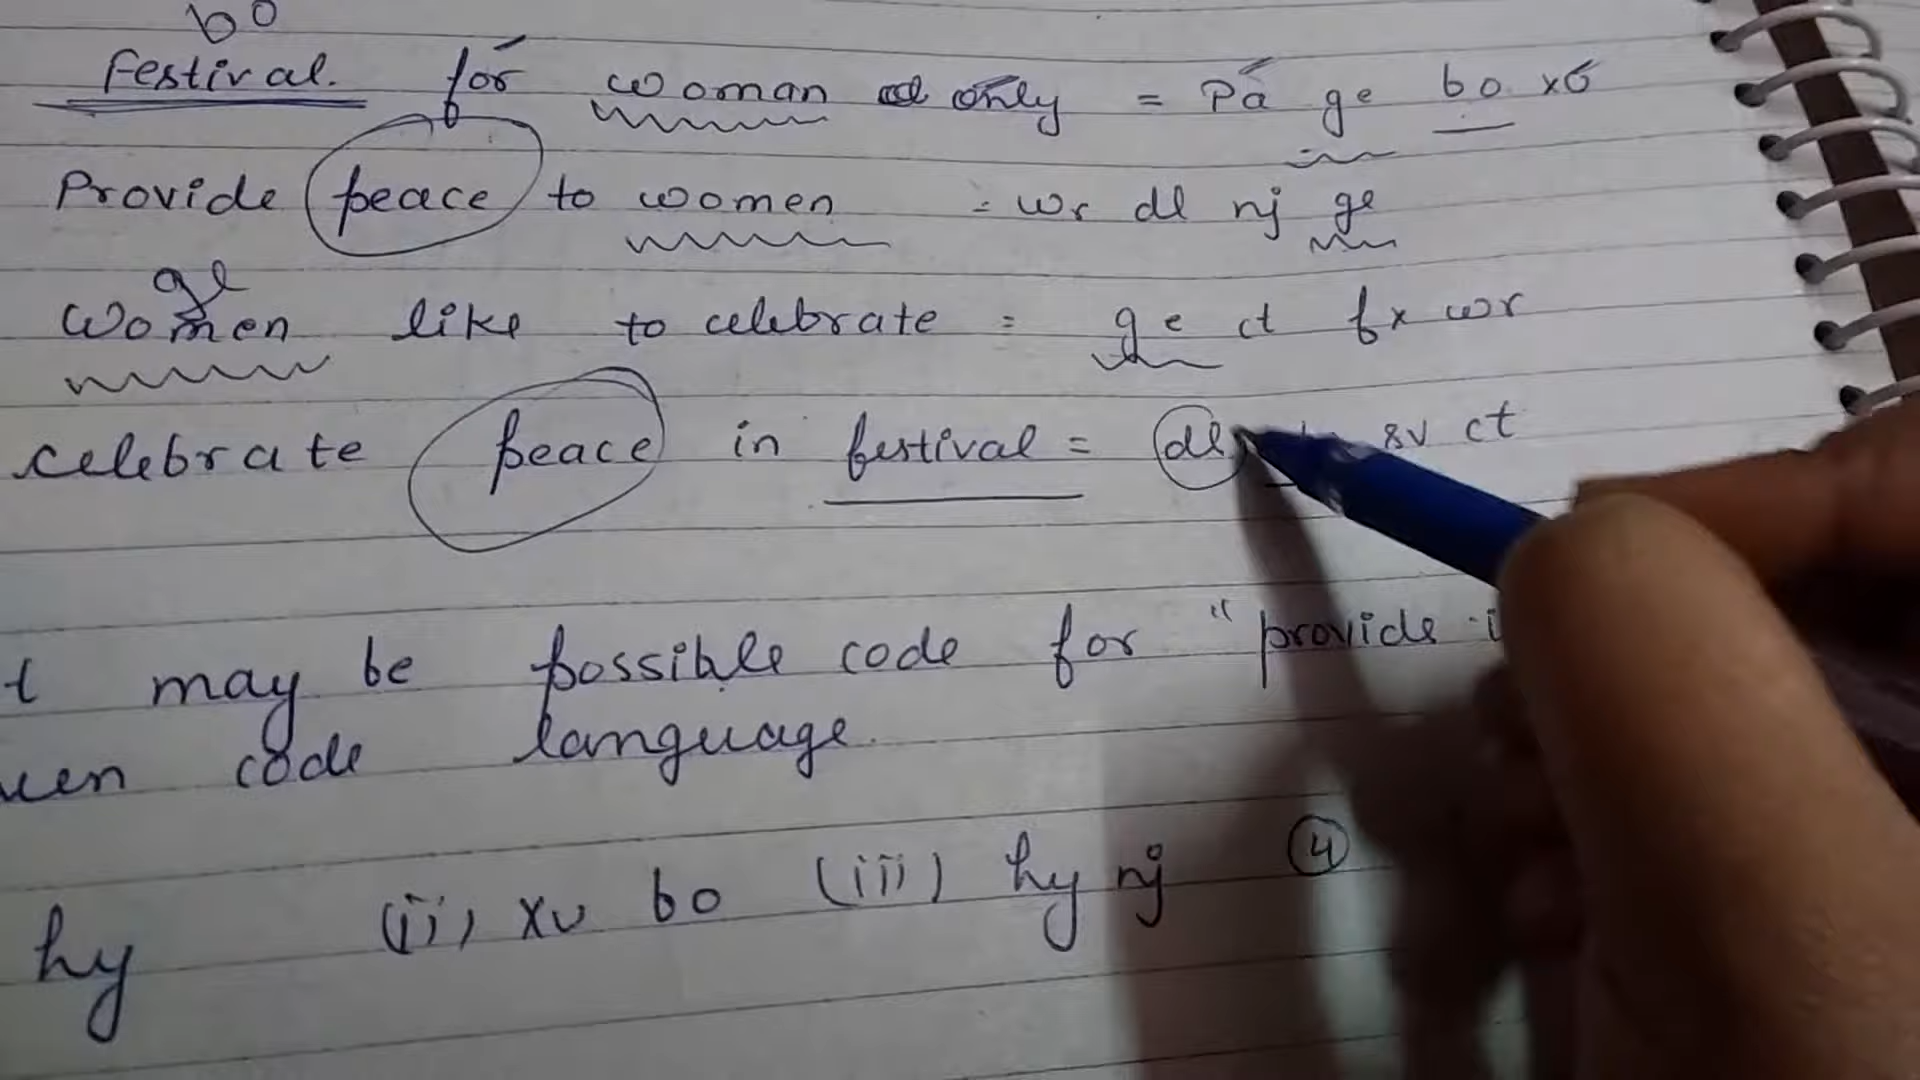 bo
Festival. for woman only = Pa ge bo xo
Provide peace to women = wr dl nj ge
ge
women like to celebrate = ge ct fx wr
celebrate peace in festival = dl sv ct
t may be possible code for "provide i
uen code language.
hy (ii) xv bo (iii) hy nj 4